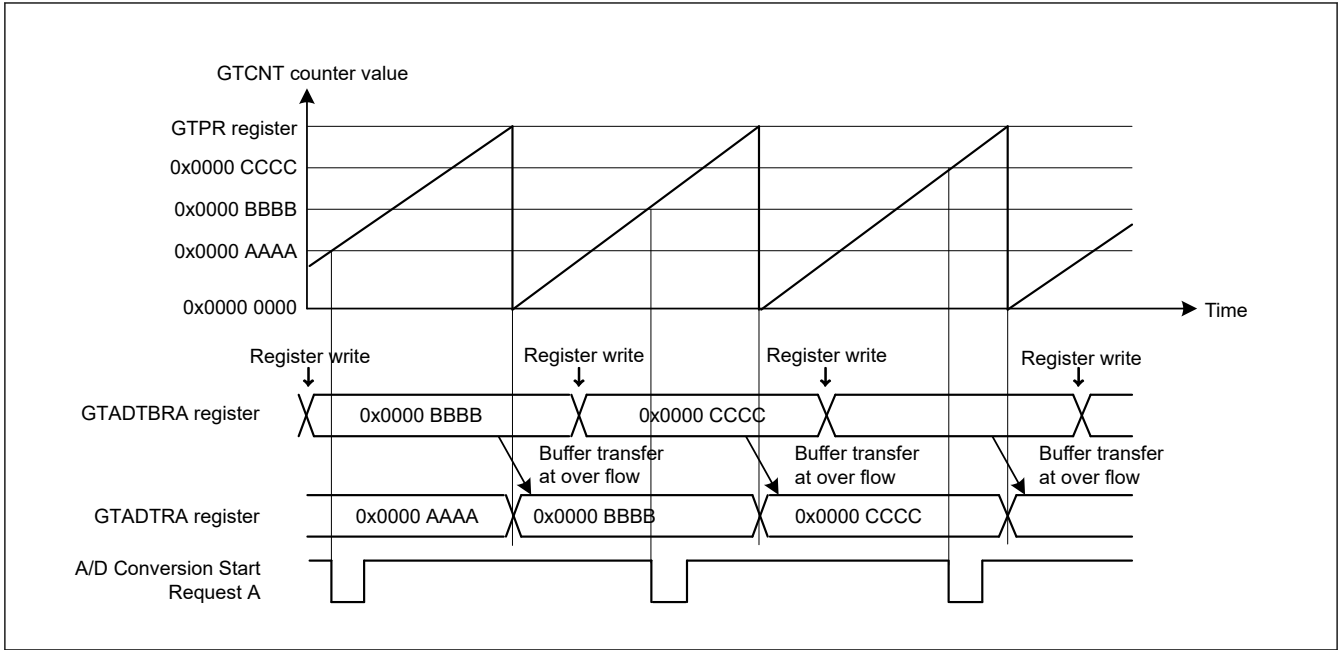 GTCNT counter value
GTPR register
0x0000 CCCC
0x0000 BBBB
0x0000 AAAA
0x0000 0000
Time
Register write
Register write
Register write
Register write
GTADTBRA register
0x0000 BBBB
0x0000 CCCC
Buffer transfer
at over flow
Buffer transfer
at over flow
Buffer transfer
at over flow
GTADTRA register
0x0000 AAAA
0x0000 BBBB
0x0000 CCCC
A/D Conversion Start
Request A